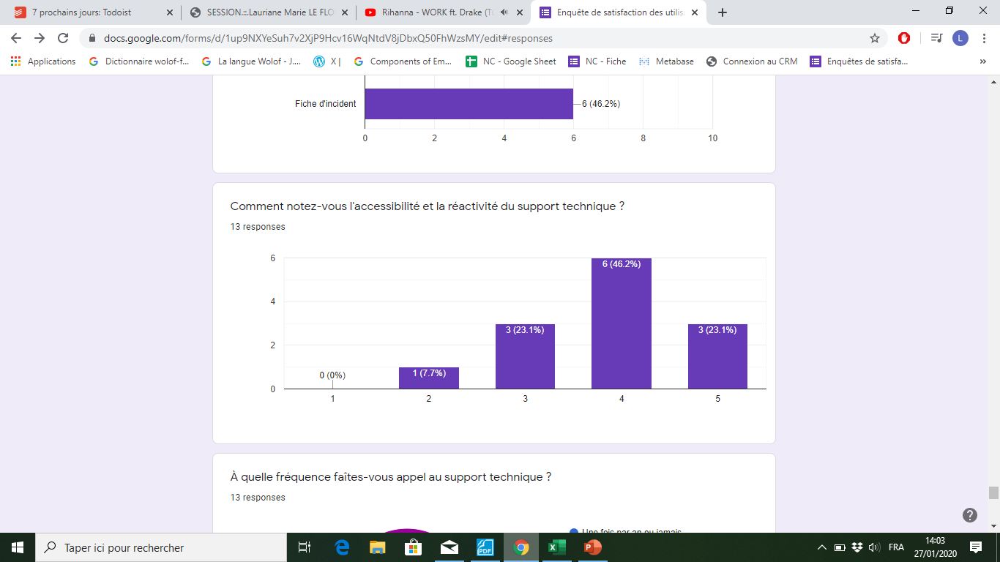 7 prochains jours: Todoist
SESSION.::.Lauriane Marie LE FLO
Rihanna - WORK ft. Drake (T
Enquête de satisfaction des utilis
docs.google.com/forms/d/1up9NXYeSuh7v2XjP9Hcv16WqNtdV8jDbxQ50FhWzsMY/edit#responses
L
Applications
Dictionnaire wolof-f...
La langue Wolof - J....
X |
Components of Em...
NC - Google Sheet
NC - Fiche
Metabase
Connexion au CRM
Enquêtes de satisfa...
»
Fiche d'incident
6 (46.2%)
0 2 4 6 8 10
Comment notez-vous l'accessibilité et la réactivité du support technique ?
13 responses
6
4
2
0
0 (0%)
1 (7.7%)
3 (23.1%)
6 (46.2%)
3 (23.1%)
1 2 3 4 5
À quelle fréquence faîtes-vous appel au support technique ?
13 responses
Une fois par an ou jamais
Taper ici pour rechercher
PDF
FRA
14:03
27/01/2020